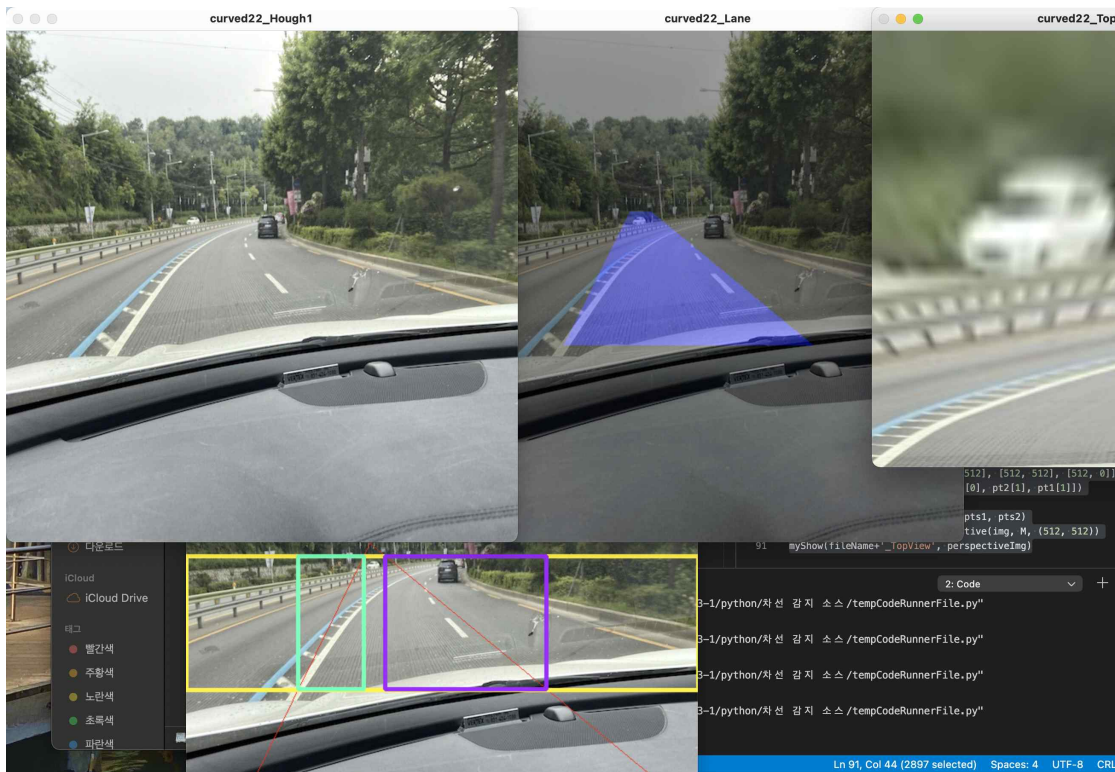 curved22_Hough1
curved22_Lane
curved22_Top
512], [512, 512], [512, 0]]
[0], pt2[1], pt1[1]])
pts1, pts2)
tive(img, M, (512, 512))
91 myShow(fileName+'_TopView', perspectiveImg)
다운로드
iCloud
iCloud Drive
태그
빨간색
주황색
노란색
초록색
파란색
2: Code
3-1/python/차선 감지 소스/tempCodeRunnerFile.py"
3-1/python/차선 감지 소스/tempCodeRunnerFile.py"
3-1/python/차선 감지 소스/tempCodeRunnerFile.py"
3-1/python/차선 감지 소스/tempCodeRunnerFile.py"
Ln 91, Col 44 (2897 selected) Spaces: 4 UTF-8 CRL